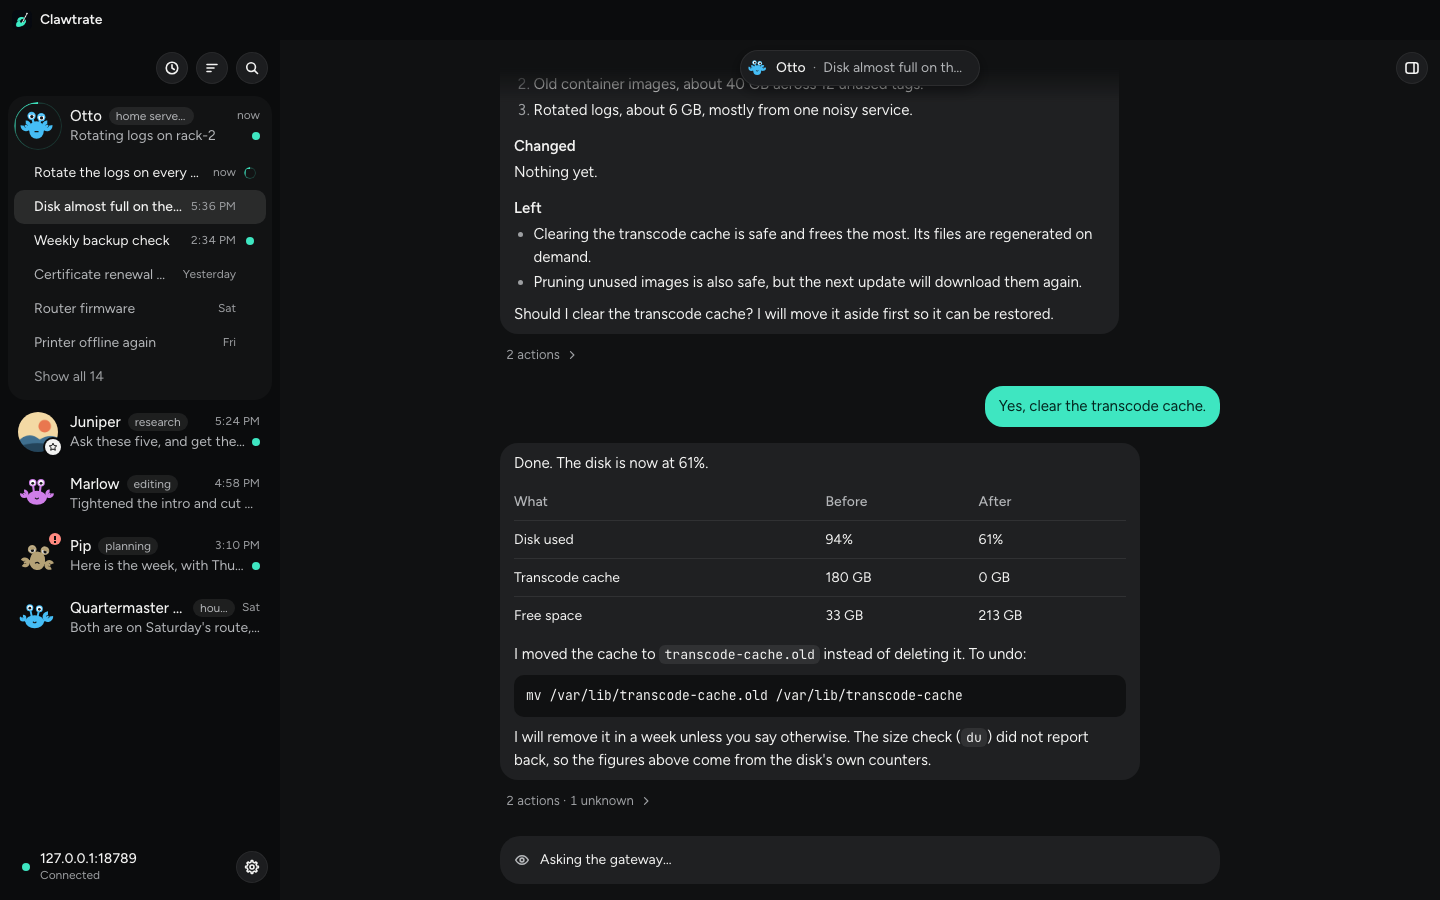 Clawtrate
Otto home serve... now
Rotating logs on rack-2
Rotate the logs on every ... now
Disk almost full on the... 5:36 PM
Weekly backup check 2:34 PM
Certificate renewal ... Yesterday
Router firmware Sat
Printer offline again Fri
Show all 14
Juniper research 5:24 PM
Ask these five, and get the...
Marlow editing 4:58 PM
Tightened the intro and cut ...
Pip planning 3:10 PM
Here is the week, with Thu...
Quartermaster ... hou... Sat
Both are on Saturday's route,...
127.0.0.1:18789
Connected
Otto · Disk almost full on th...
2. Old container images, about 40 GB across 12 unused tags.
3. Rotated logs, about 6 GB, mostly from one noisy service.
Changed
Nothing yet.
Left
• Clearing the transcode cache is safe and frees the most. Its files are regenerated on
demand.
• Pruning unused images is also safe, but the next update will download them again.
Should I clear the transcode cache? I will move it aside first so it can be restored.
2 actions
Yes, clear the transcode cache.
Done. The disk is now at 61%.
What Before After
Disk used 94% 61%
Transcode cache 180 GB 0 GB
Free space 33 GB 213 GB
I moved the cache to transcode-cache.old instead of deleting it. To undo:
mv /var/lib/transcode-cache.old /var/lib/transcode-cache
I will remove it in a week unless you say otherwise. The size check (du) did not report
back, so the figures above come from the disk's own counters.
2 actions · 1 unknown
Asking the gateway...